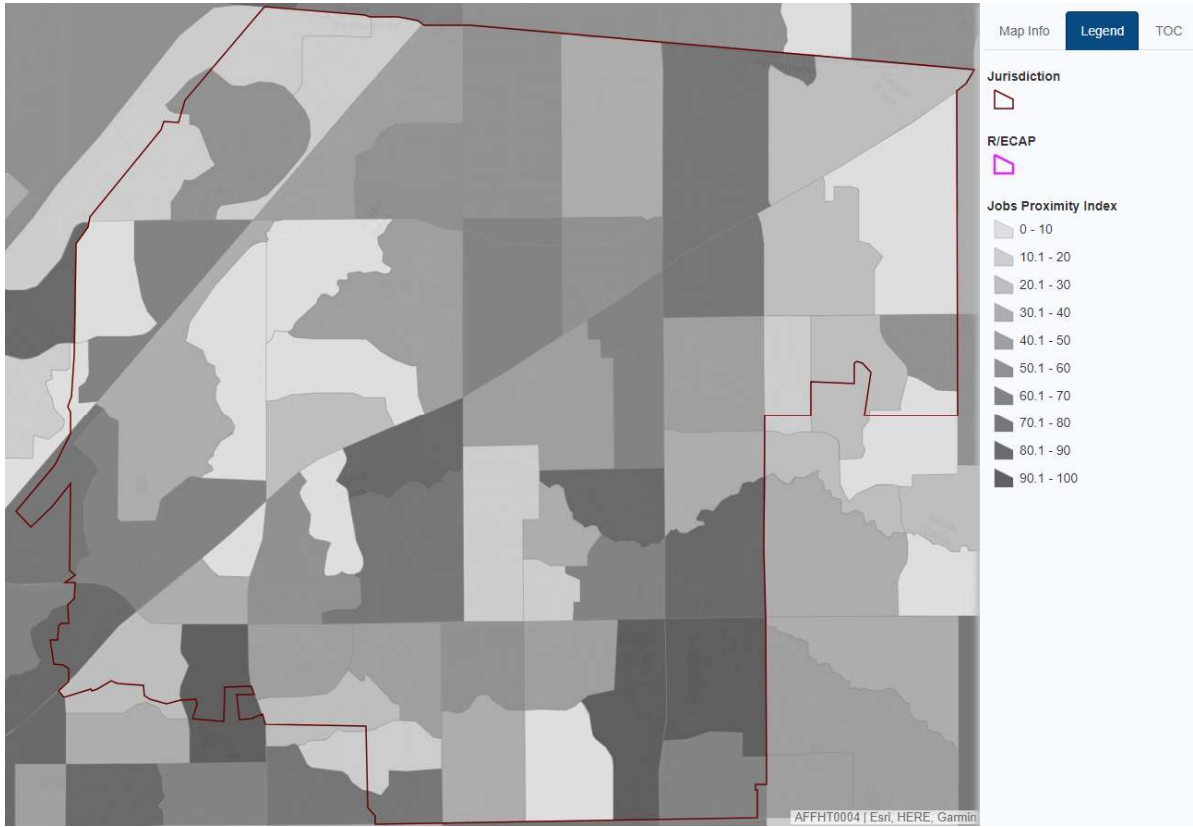 Map Info Legend TOC
Jurisdiction
R/ECAP
Jobs Proximity Index
0 - 10
10.1 - 20
20.1 - 30
30.1 - 40
40.1 - 50
50.1 - 60
60.1 - 70
70.1 - 80
80.1 - 90
90.1 - 100
AFFHT0004 | Esri, HERE, Garmin